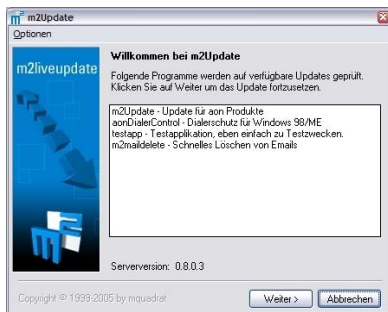 m2Update
Optionen
m2liveupdate
Willkommen bei m2Update
Folgende Programme werden auf verfügbare Updates geprüft.
Klicken Sie auf Weiter um das Update fortzusetzen.
m2Update - Update für aon Produkte
aonDialerControl - Dialerschutz für Windows 98/ME
testapp - Testapplikation, eben einfach zu Testzwecken.
m2maildelete - Schnelles Löschen von Emails
m2
Serverversion: 0.8.0.3
Copyright © 1999-2005 by mquadrat
Weiter >
Abbrechen